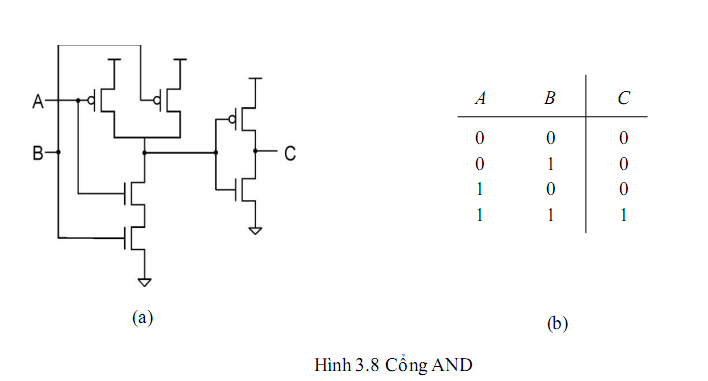 A
B
C
(a)
A B C
0 0 0
0 1 0
1 0 0
1 1 1
(b)
Hình 3.8 Cổng AND